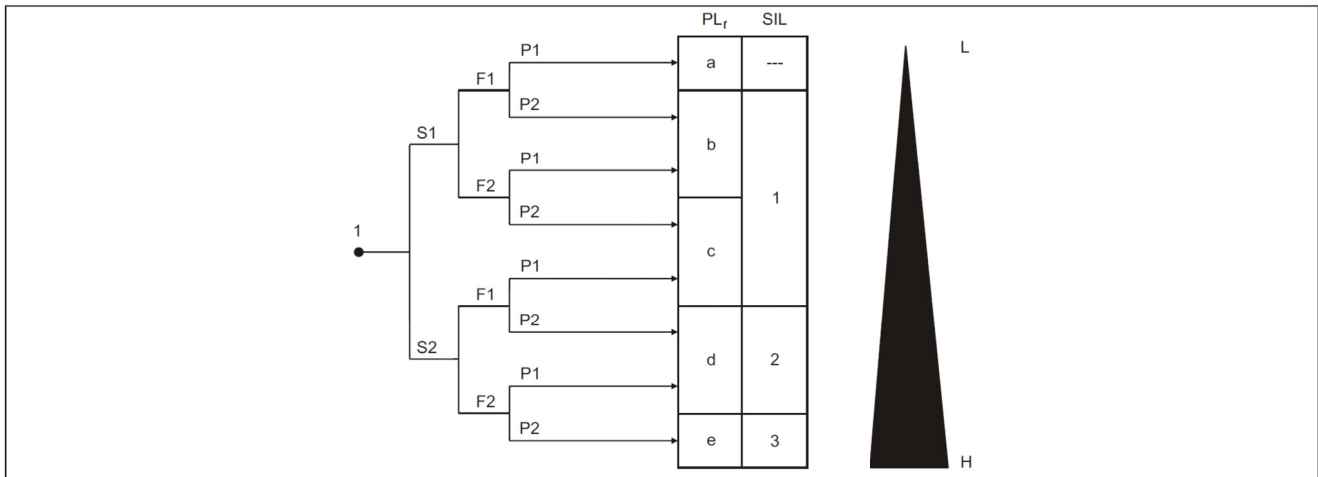 PLr SIL
P1 a --- L
F1
P2
S1 b
P1
F2 1
P2
1 c
P1
F1
P2
S2 d 2
P1
F2
P2 e 3
H